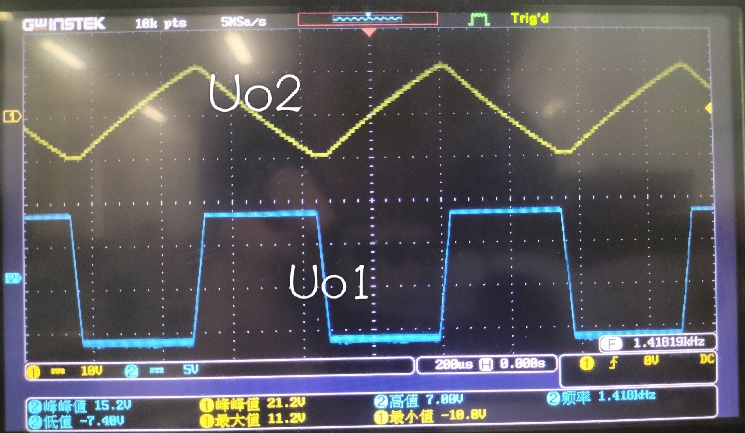 GWINSTEK 10k pts 5MSa/s Trig'd
Uo2
1
2
Uo1
F 1.41819kHz
1 10V 2 5V 200us H 0.000s 1 0V DC
2 峰峰值 15.2V 1 峰峰值 21.2V 2 高值 7.00V 2 频率 1.418kHz
2 低值 -7.40V 1 最大值 11.2V 1 最小值 -10.0V